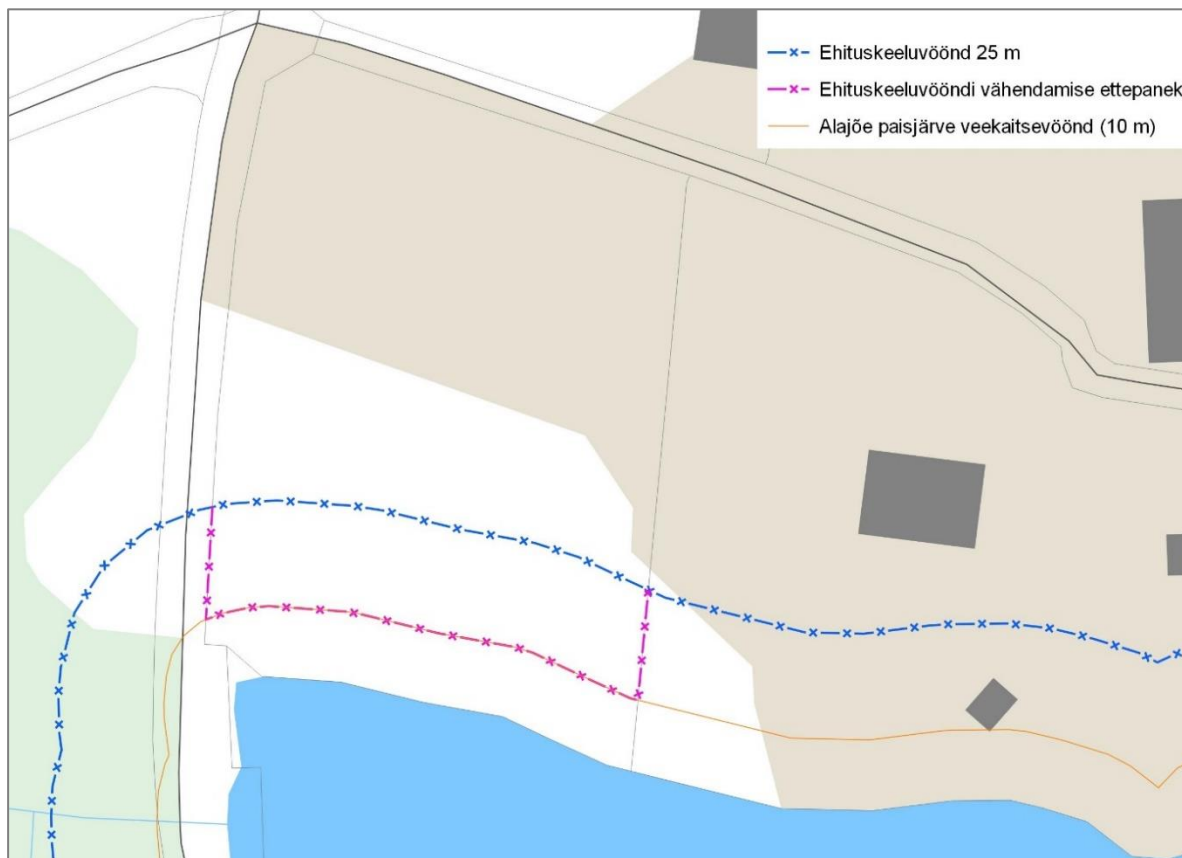 Ehituskeeluvöönd 25 m
Ehituskeeluvööndi vähendamise ettepanek
Alajõe paisjärve veekaitsevöönd (10 m)